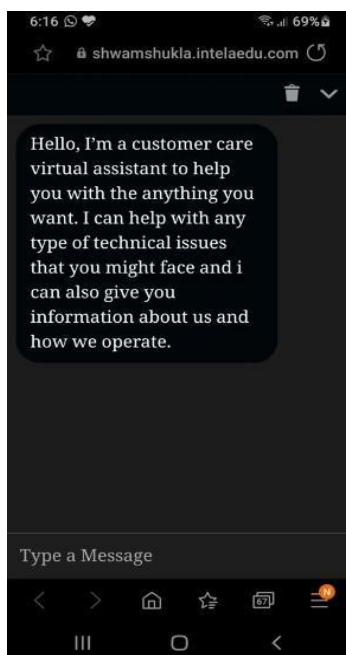 6:16 69%
shwamshukla.intelaedu.com
Hello, I'm a customer care
virtual assistant to help
you with the anything you
want. I can help with any
type of technical issues
that you might face and i
can also give you
information about us and
how we operate.
Type a Message
67 N